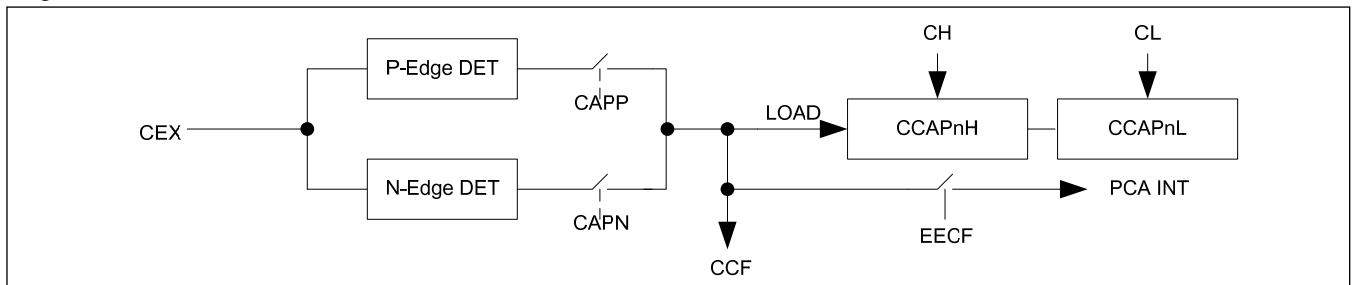 CH
CL
P-Edge DET
CAPP
LOAD
CCAPnH
CCAPnL
CEX
N-Edge DET
CAPN
PCA INT
EECF
CCF